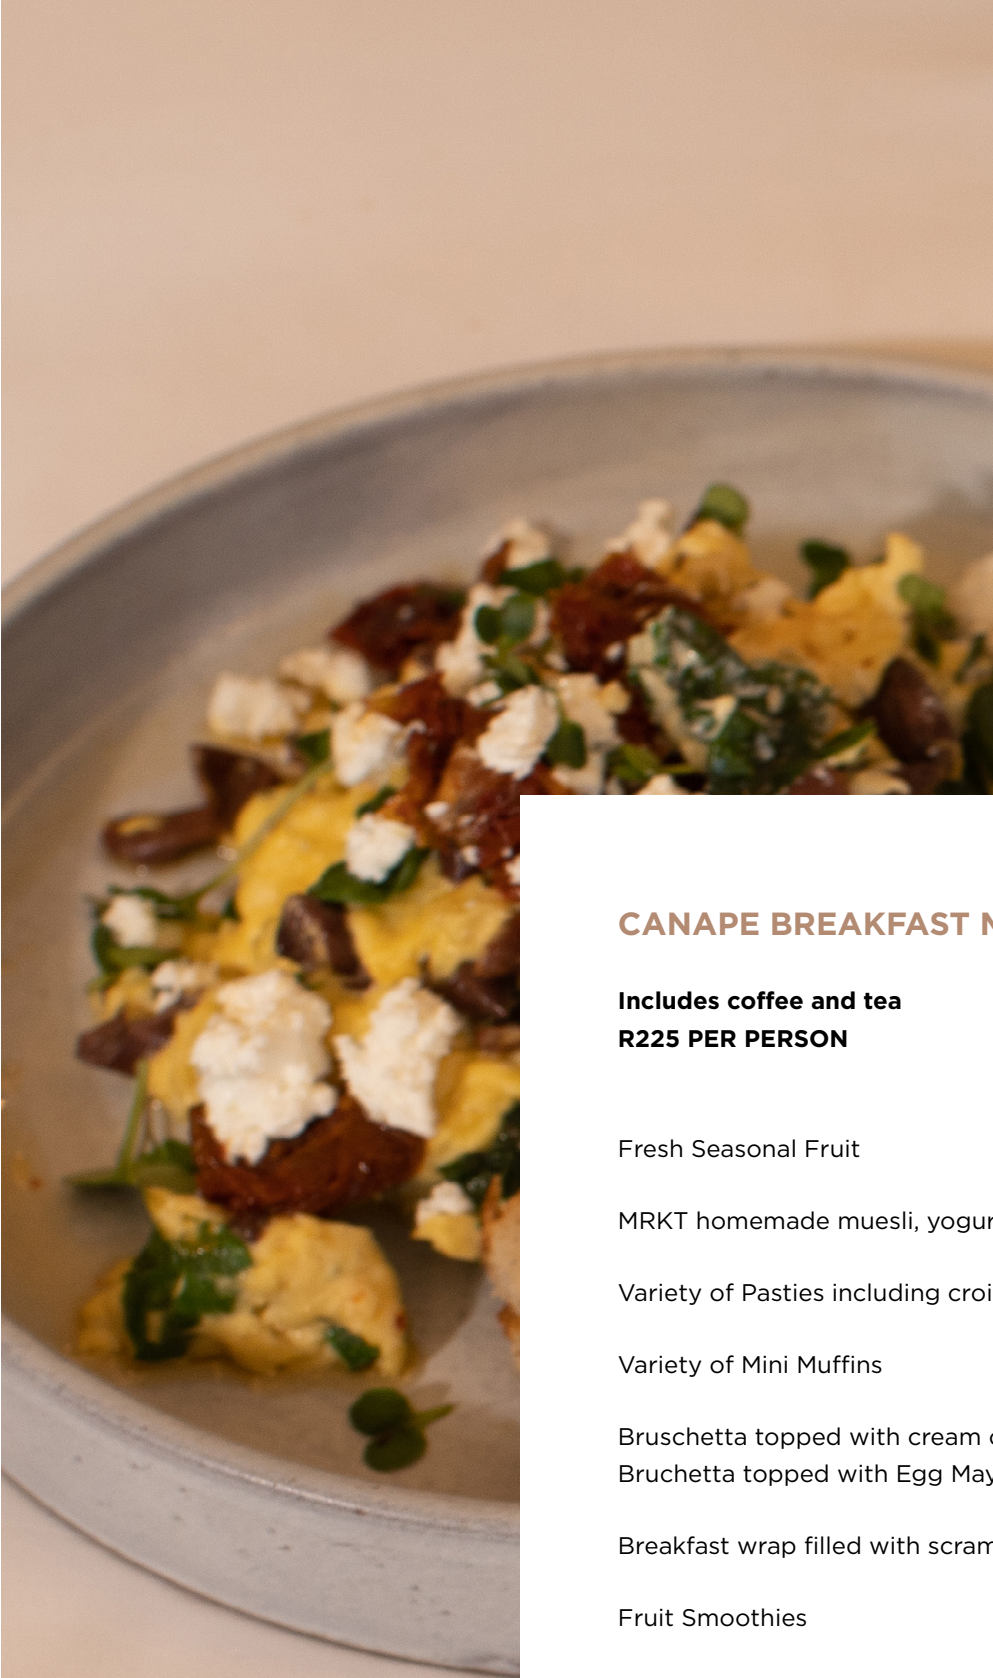 CANAPE BREAKFAST
Includes coffee and tea
R225 PER PERSON
Fresh Seasonal Fruit
MRKT homemade muesli,
Variety of Pasties including
Variety of Mini Muffins
Bruschetta topped with cream
Bruchetta topped with Egg
Breakfast wrap filled with
Fruit Smoothies